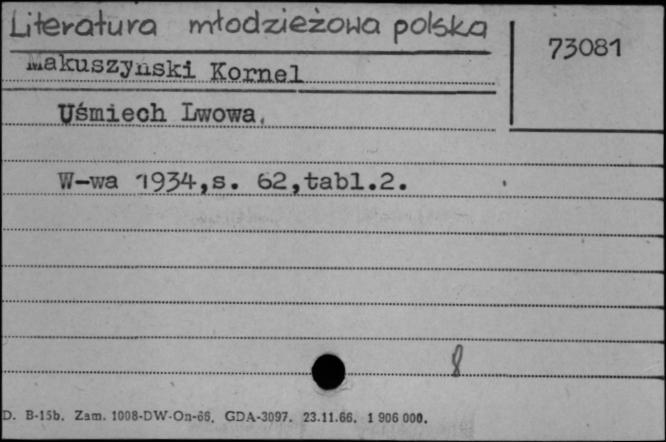 Literatura młodzieżowa polska
73081
Makuszyński Kornel
Uśmiech Lwowa.
W-wa 1934,s. 62,tabl.2.
8
D. B-15b. Zam. 1008-DW-On-66. GDA-3097. 23.11.66. 1 906 000.